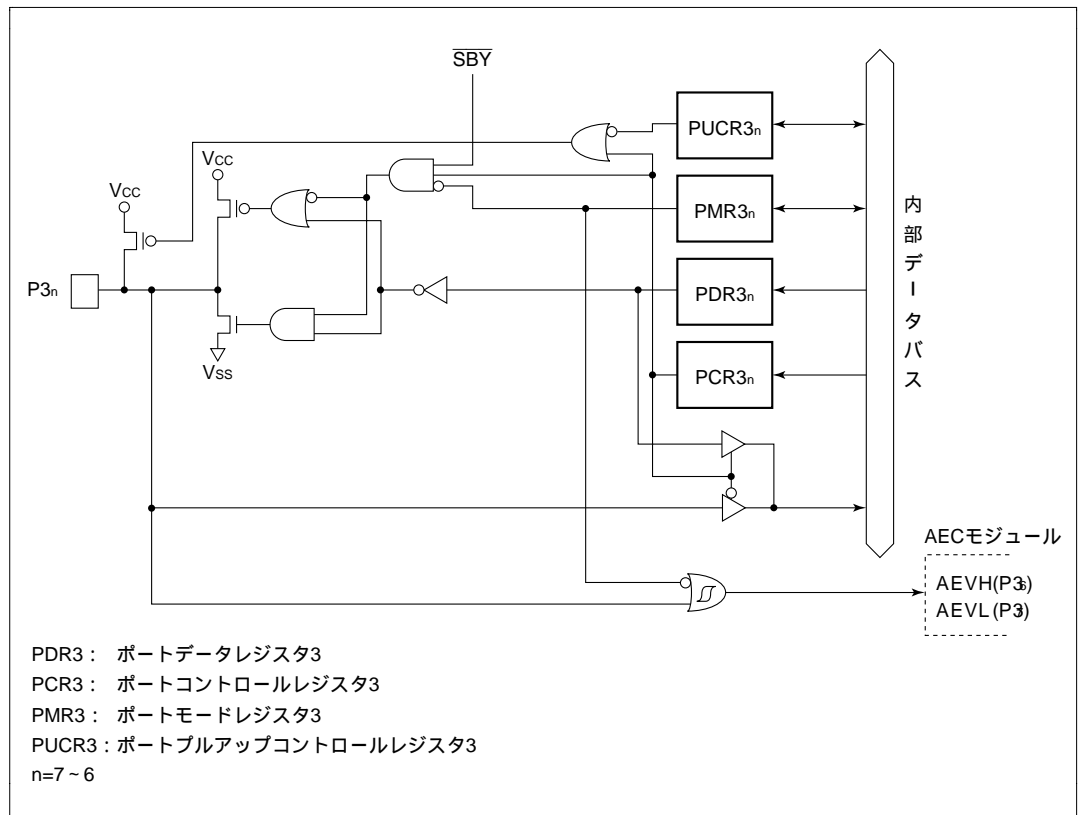 SBY
PUCR3n
VCC
VCC
PMR3n
P3n
PDR3n
VSS
PCR3n
内部データバス
AECモジュール
AEVH(P36)
AEVL(P3)
PDR3： ポートデータレジスタ3
PCR3： ポートコントロールレジスタ3
PMR3： ポートモードレジスタ3
PUCR3：ポートプルアップコントロールレジスタ3
n=7～6